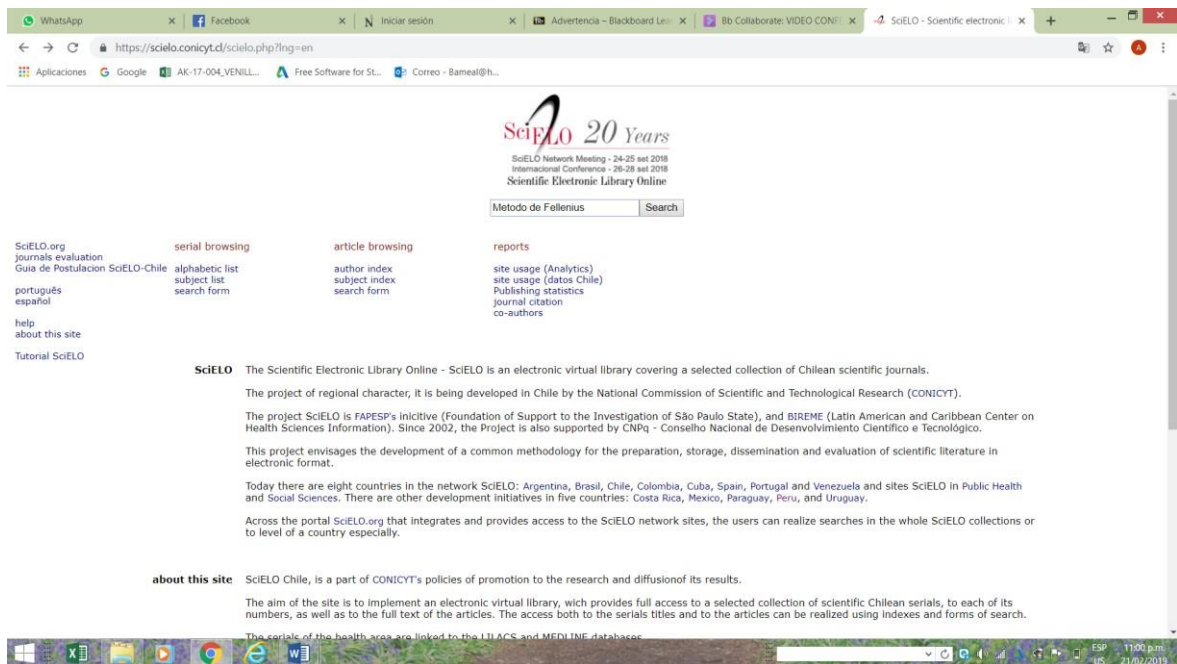 WhatsApp
Facebook
Iniciar sesión
Advertencia – Blackboard Lea
Bb Collaborate: VIDEO CONF
SciELO - Scientific electronic l
https://scielo.conicyt.cl/scielo.php?lng=en
A
Aplicaciones
Google
AK-17-004_VENILL...
Free Software for St...
Correo - Bameal@h...
SciELO 20 Years
SciELO Network Meeting - 24-25 set 2018
Internacional Conference - 26-28 set 2018
Scientific Electronic Library Online
Metodo de Fellenius
Search
SciELO.org
journals evaluation
Guia de Postulacion SciELO-Chile
português
español
help
about this site
Tutorial SciELO
serial browsing
alphabetic list
subject list
search form
article browsing
author index
subject index
search form
reports
site usage (Analytics)
site usage (datos Chile)
Publishing statistics
journal citation
co-authors
SciELO
The Scientific Electronic Library Online - SciELO is an electronic virtual library covering a selected collection of Chilean scientific journals.
The project of regional character, it is being developed in Chile by the National Commission of Scientific and Technological Research (CONICYT).
The project SciELO is FAPESP's inicitive (Foundation of Support to the Investigation of São Paulo State), and BIREME (Latin American and Caribbean Center on
Health Sciences Information). Since 2002, the Project is also supported by CNPq - Conselho Nacional de Desenvolvimiento Científico e Tecnológico.
This project envisages the development of a common methodology for the preparation, storage, dissemination and evaluation of scientific literature in
electronic format.
Today there are eight countries in the network SciELO: Argentina, Brasil, Chile, Colombia, Cuba, Spain, Portugal and Venezuela and sites SciELO in Public Health
and Social Sciences. There are other development initiatives in five countries: Costa Rica, Mexico, Paraguay, Peru, and Uruguay.
Across the portal SciELO.org that integrates and provides access to the SciELO network sites, the users can realize searches in the whole SciELO collections or
to level of a country especially.
about this site
SciELO Chile, is a part of CONICYT's policies of promotion to the research and diffusionof its results.
The aim of the site is to implement an electronic virtual library, wich provides full access to a selected collection of scientific Chilean serials, to each of its
numbers, as well as to the full text of the articles. The access both to the serials titles and to the articles can be realized using indexes and forms of search.
The serials of the health area are linked to the LILACS and MEDLINE databases
ESP
US
11:00 p.m.
21/02/2019